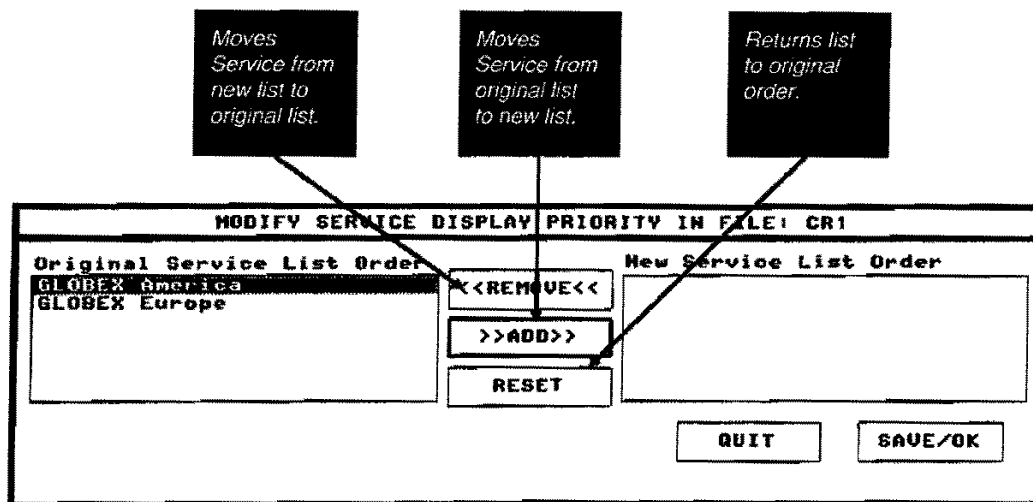 Moves
Service from
new list to
original list.
Moves
Service from
original list
to new list.
Returns list
to original
order.
MODIFY SERVICE DISPLAY PRIORITY IN FILE: CR1
Original Service List Order
New Service List Order
GLOBEX America
GLOBEX Europe
<<REMOVE<<
>>ADD>>
RESET
QUIT
SAVE/OK